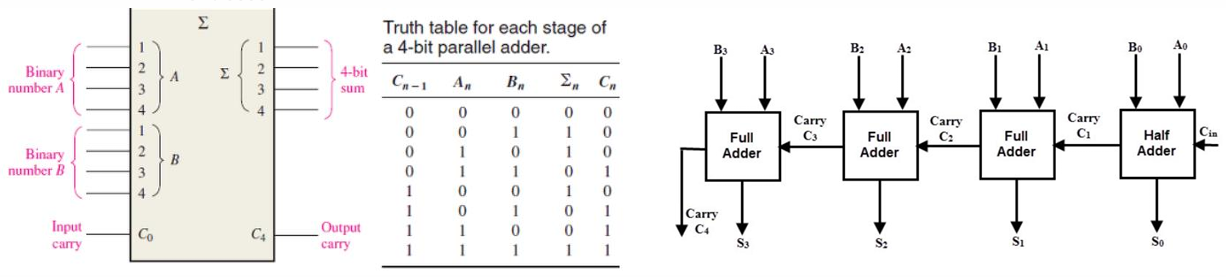 Σ
Binary
number A
1
2
3
4
A
Σ
1
2
3
4
4-bit
sum
Binary
number B
1
2
3
4
B
Input
carry
C0
C4
Output
carry
Truth table for each stage of
a 4-bit parallel adder.
Cn−1 An Bn Σn Cn
0 0 0 0 0
0 0 1 1 0
0 1 0 1 0
0 1 1 0 1
1 0 0 1 0
1 0 1 0 1
1 1 0 0 1
1 1 1 1 1
B3 A3 B2 A2 B1 A1 B0 A0
Full
Adder
Carry
C3
Full
Adder
Carry
C2
Full
Adder
Carry
C1
Half
Adder
Cin
Carry
C4
S3 S2 S1 S0